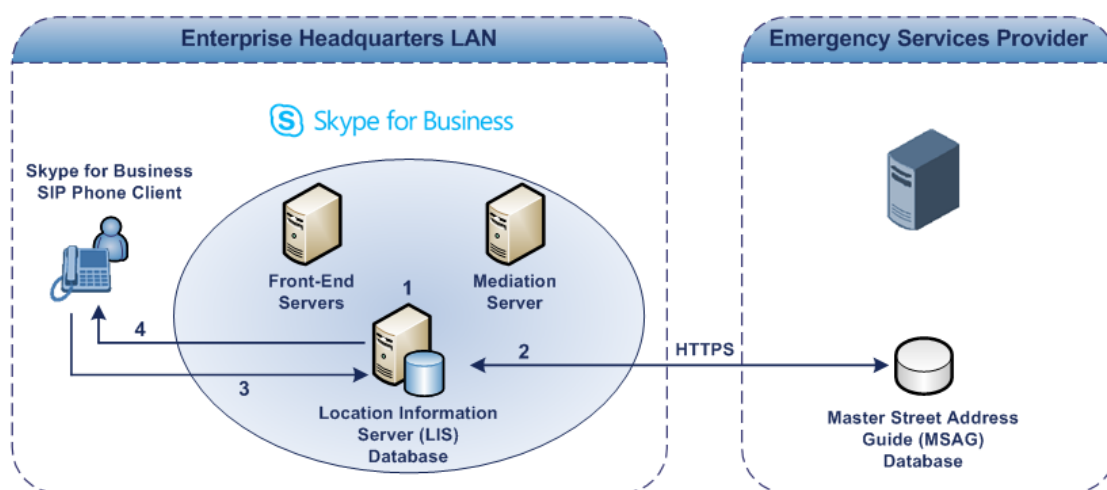 Enterprise Headquarters LAN
Emergency Services Provider
S Skype for Business
Skype for Business
SIP Phone Client
Front-End
Servers
Mediation
Server
1
4
2
HTTPS
3
Location Information
Server (LIS)
Database
Master Street Address
Guide (MSAG)
Database